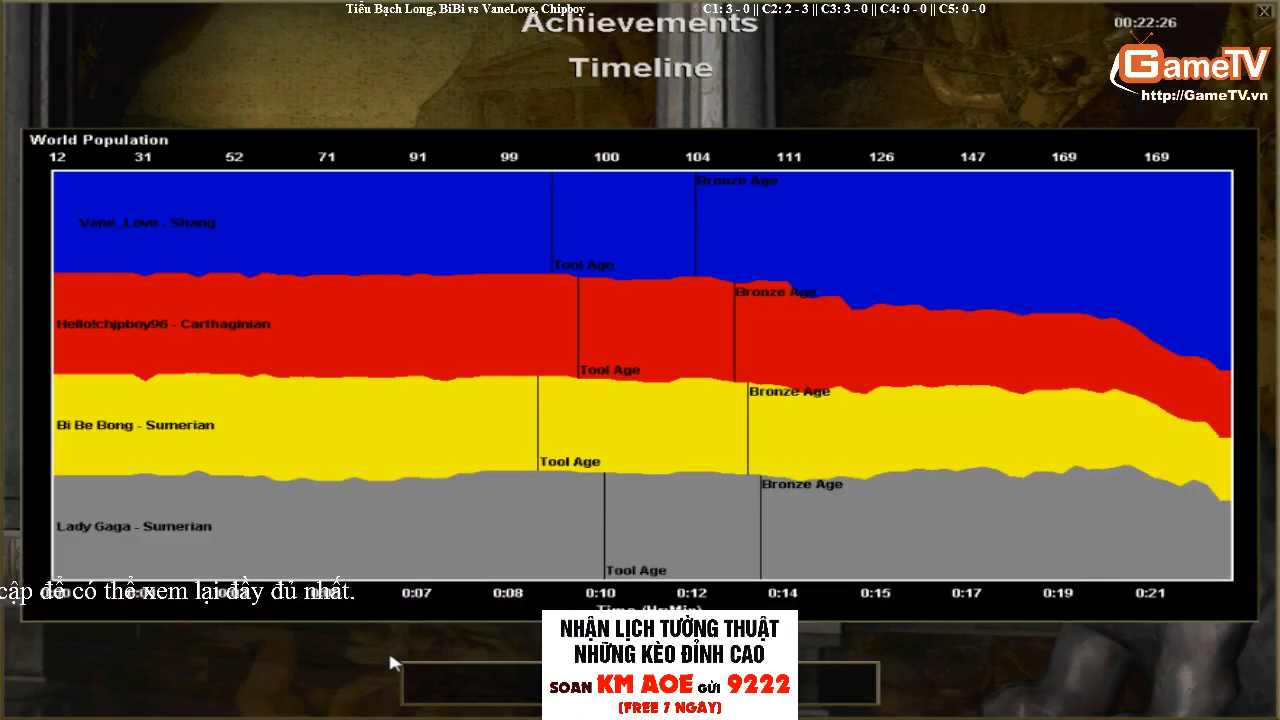 Tiểu Bạch Long, BiBi vs VaneLove, Chipboy
C1: 3 - 0 || C2: 2 - 3 || C3: 3 - 0 || C4: 0 - 0 || C5: 0 - 0
Achievements
00:22:26
Timeline
GameTV
http://GameTV.vn
World Population
12 31 52 71 91 99 100 104 111 126 147 169 169
Bronze Age
Vane_Love - Shang
Tool Age
Bronze Age
Hello!chipboy96 - Carthaginian
Tool Age
Bronze Age
Bi Be Bong - Sumerian
Tool Age
Bronze Age
Lady Gaga - Sumerian
Tool Age
cập để có thể xem lại đầy đủ nhất.
0:07 0:08 0:10 0:12 0:14 0:15 0:17 0:19 0:21
Time (Hr:Min)
NHẬN LỊCH TƯỜNG THUẬT
NHỮNG KÈO ĐỈNH CAO
SOẠN KM AOE GỬI 9222
(FREE 7 NGÀY)